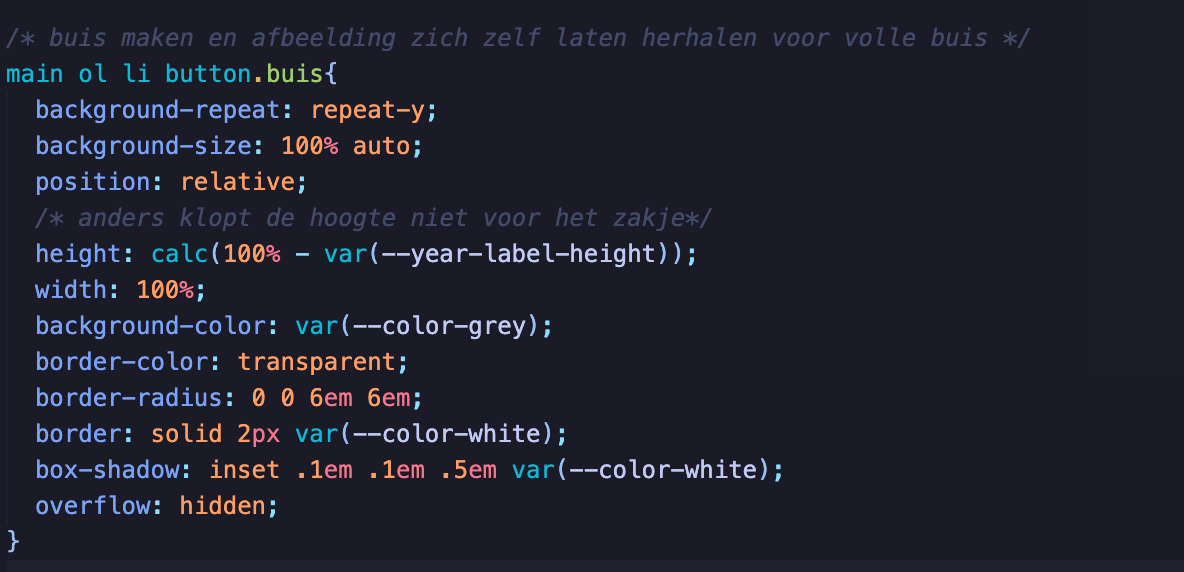 /* buis maken en afbeelding zich zelf laten herhalen voor volle buis */
main ol li button.buis{
background-repeat: repeat-y;
background-size: 100% auto;
position: relative;
/* anders klopt de hoogte niet voor het zakje*/
height: calc(100% - var(--year-label-height));
width: 100%;
background-color: var(--color-grey);
border-color: transparent;
border-radius: 0 0 6em 6em;
border: solid 2px var(--color-white);
box-shadow: inset .1em .1em .5em var(--color-white);
overflow: hidden;
}